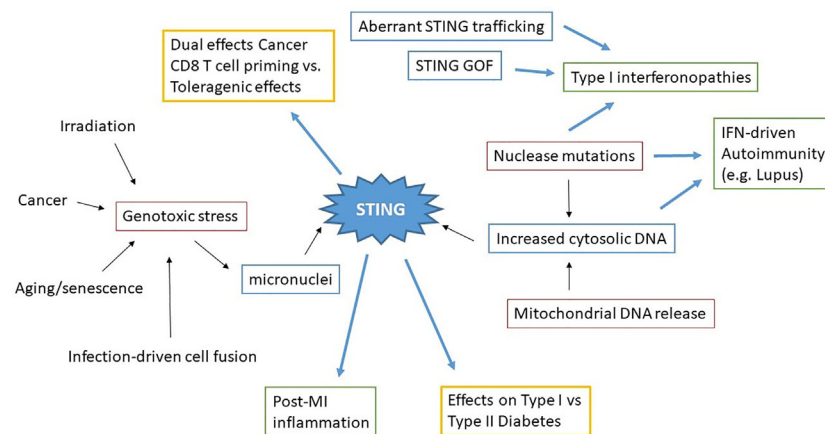 Aberrant STING trafficking
Dual effects Cancer
CD8 T cell priming vs.
Toleragenic effects
STING GOF
Type I interferonopathies
Irradiation
IFN-driven
Autoimmunity
(e.g. Lupus)
Nuclease mutations
Cancer
Genotoxic stress
STING
Increased cytosolic DNA
Aging/senescence
micronuclei
Mitochondrial DNA release
Infection-driven cell fusion
Post-MI
inflammation
Effects on Type I vs
Type II Diabetes